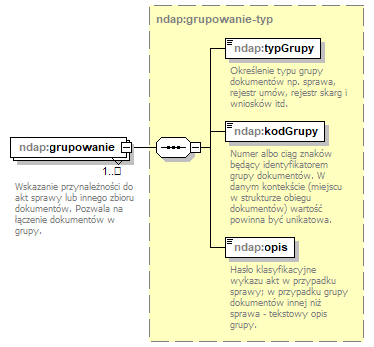 ndap:grupowanie-typ
ndap:typGrupy
Określenie typu grupy
dokumentów np. sprawa,
rejestr umów, rejestr skarg i
wniosków itd.
ndap:grupowanie
1..
Wskazanie przynależności do
akt sprawy lub innego zbioru
dokumentów. Pozwala na
łączenie dokumentów w
grupy.
ndap:kodGrupy
Numer albo ciąg znaków
będący identyfikatorem
grupy dokumentów. W
danym kontekście (miejscu
w strukturze obiegu
dokumentów) wartość
powinna być unikatowa.
ndap:opis
Hasło klasyfikacyjne
wykazu akt w przypadku
sprawy; w przypadku grupy
dokumentów innej niż
sprawa - tekstowy opis
grupy.